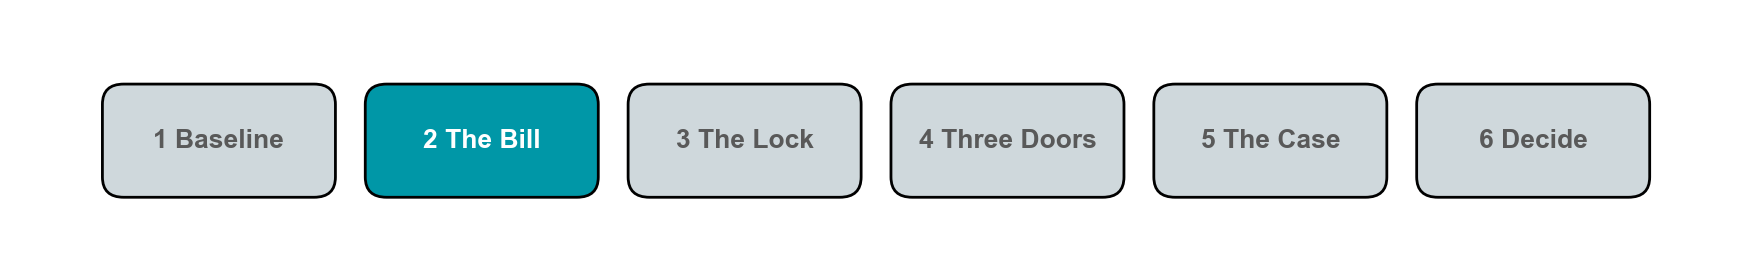 1 Baseline
2 The Bill
3 The Lock
4 Three Doors
5 The Case
6 Decide